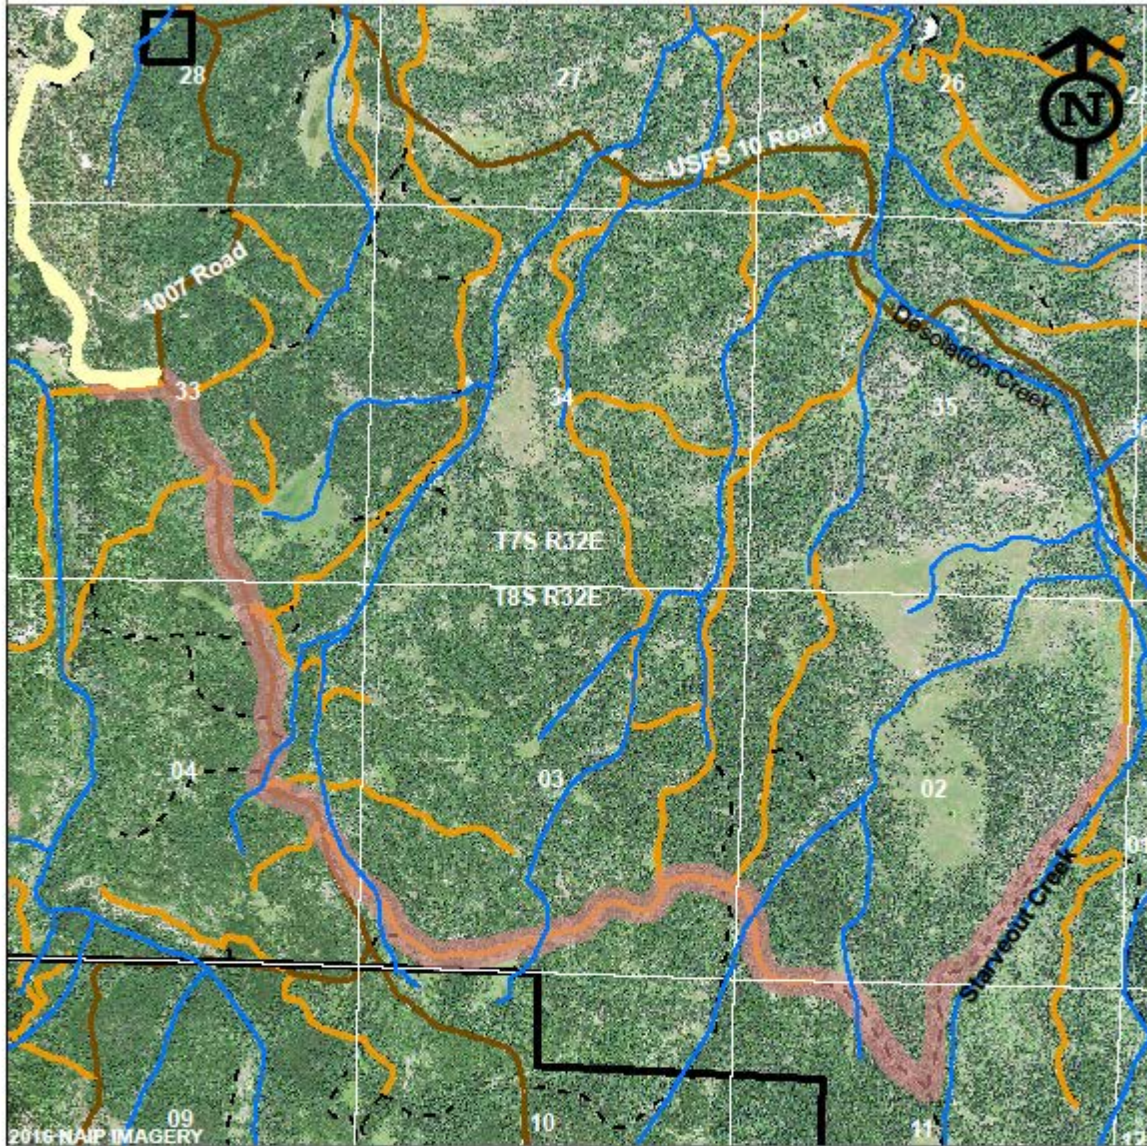 28
27
26
N
USFS 10 Road
1007 Road
Desolation Creek
33
34
35
T7S R32E
T8S R32E
04
03
02
Starveout Creek
09
10
11
2016 NAIP IMAGERY